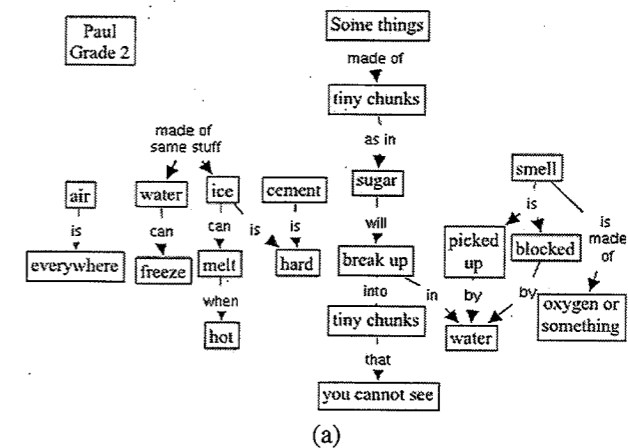 Paul
Grade 2
Some things
made of
tiny chunks
made of
same stuff
as in
air
water
ice
cement
sugar
smell
is
can
can
is
is
will
is
is
made
of
everywhere
freeze
melt
hard
break up
picked
up
blocked
when
into
in
by
by
oxygen or
something
hot
tiny chunks
water
that
you cannot see
(a)